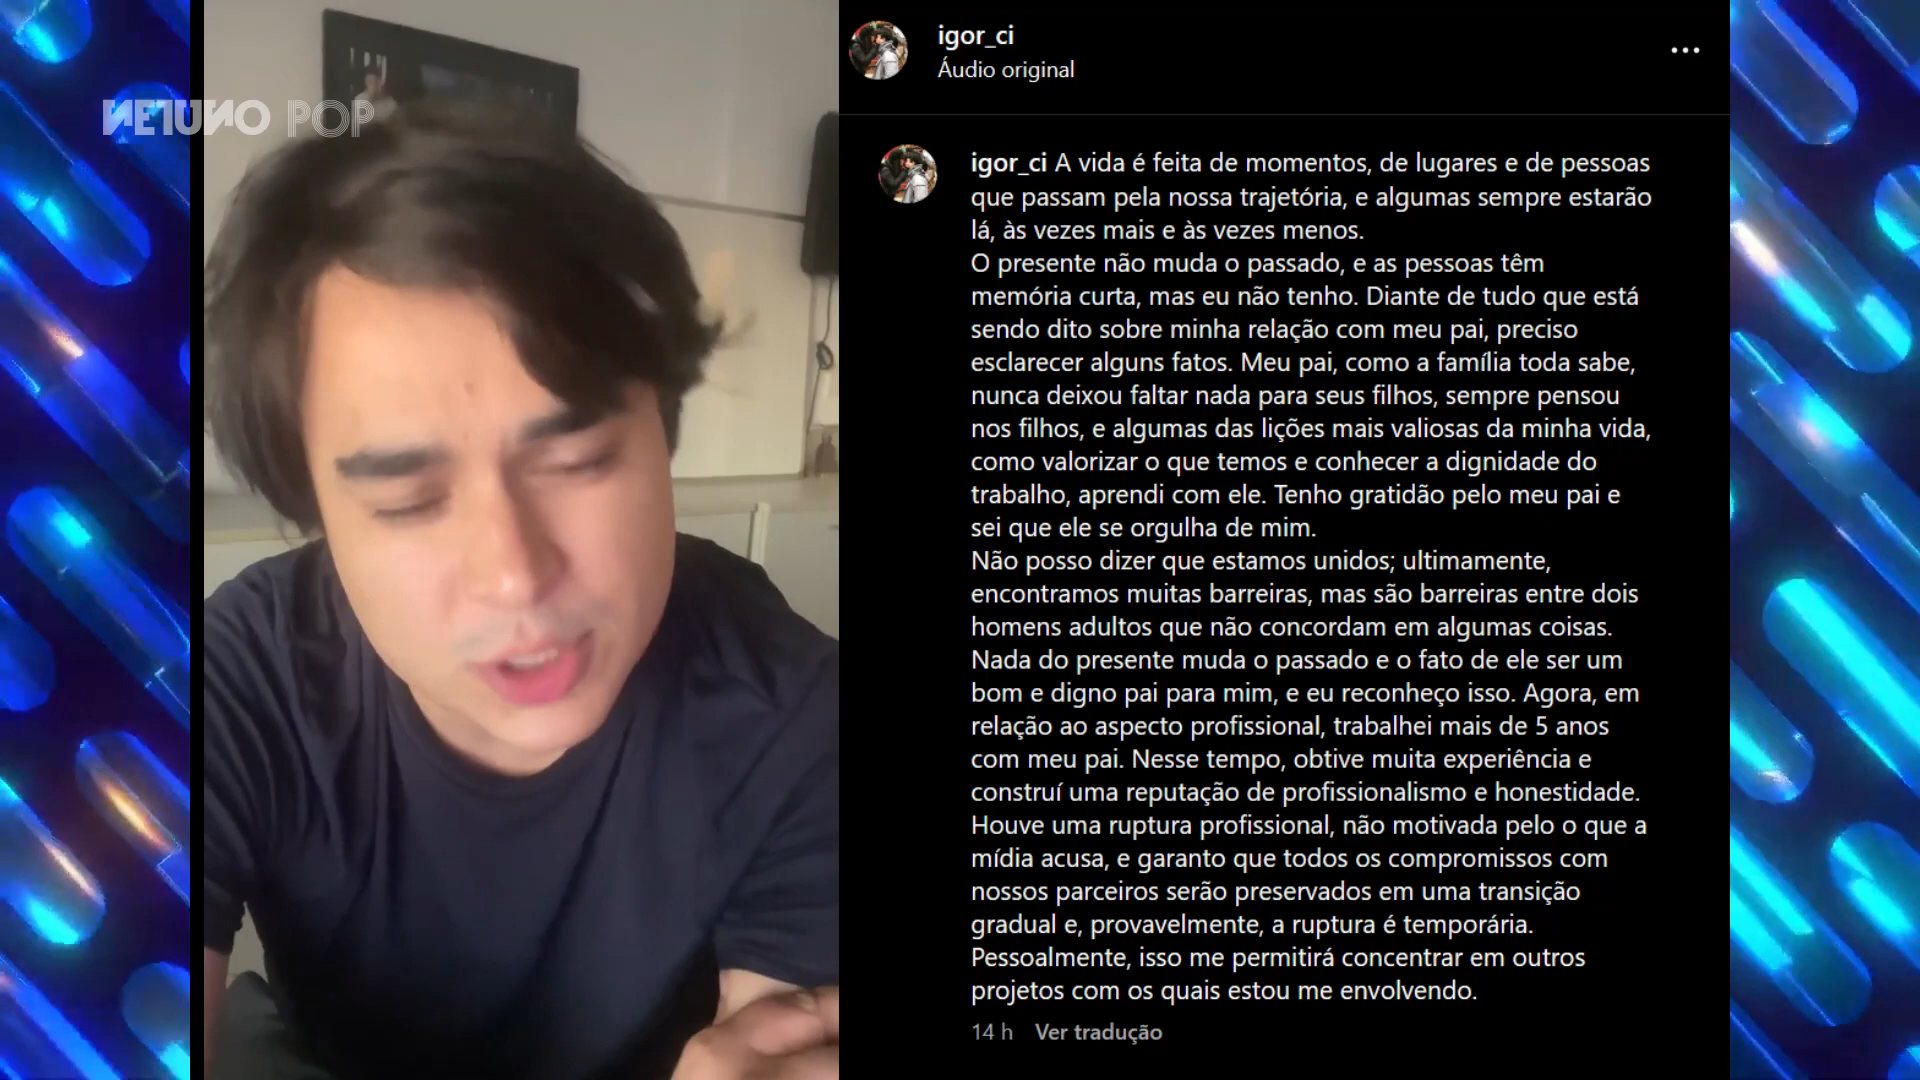 NETUNO POP
igor_ci
Áudio original
igor_ci A vida é feita de momentos, de lugares e de pessoas
que passam pela nossa trajetória, e algumas sempre estarão
lá, às vezes mais e às vezes menos.
O presente não muda o passado, e as pessoas têm
memória curta, mas eu não tenho. Diante de tudo que está
sendo dito sobre minha relação com meu pai, preciso
esclarecer alguns fatos. Meu pai, como a família toda sabe,
nunca deixou faltar nada para seus filhos, sempre pensou
nos filhos, e algumas das lições mais valiosas da minha vida,
como valorizar o que temos e conhecer a dignidade do
trabalho, aprendi com ele. Tenho gratidão pelo meu pai e
sei que ele se orgulha de mim.
Não posso dizer que estamos unidos; ultimamente,
encontramos muitas barreiras, mas são barreiras entre dois
homens adultos que não concordam em algumas coisas.
Nada do presente muda o passado e o fato de ele ser um
bom e digno pai para mim, e eu reconheço isso. Agora, em
relação ao aspecto profissional, trabalhei mais de 5 anos
com meu pai. Nesse tempo, obtive muita experiência e
construí uma reputação de profissionalismo e honestidade.
Houve uma ruptura profissional, não motivada pelo o que a
mídia acusa, e garanto que todos os compromissos com
nossos parceiros serão preservados em uma transição
gradual e, provavelmente, a ruptura é temporária.
Pessoalmente, isso me permitirá concentrar em outros
projetos com os quais estou me envolvendo.
14 h Ver tradução